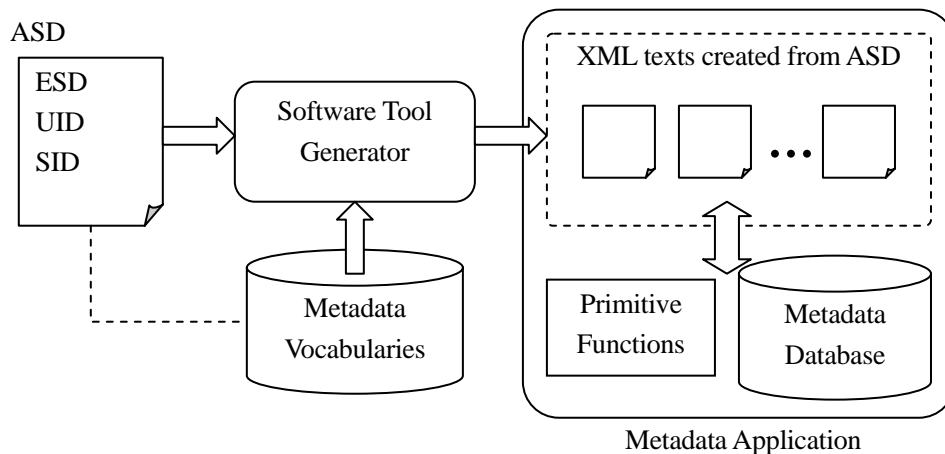 ASD
ESD
UID
SID
Software Tool
Generator
Metadata
Vocabularies
XML texts created from ASD
Primitive
Functions
Metadata
Database
Metadata Application